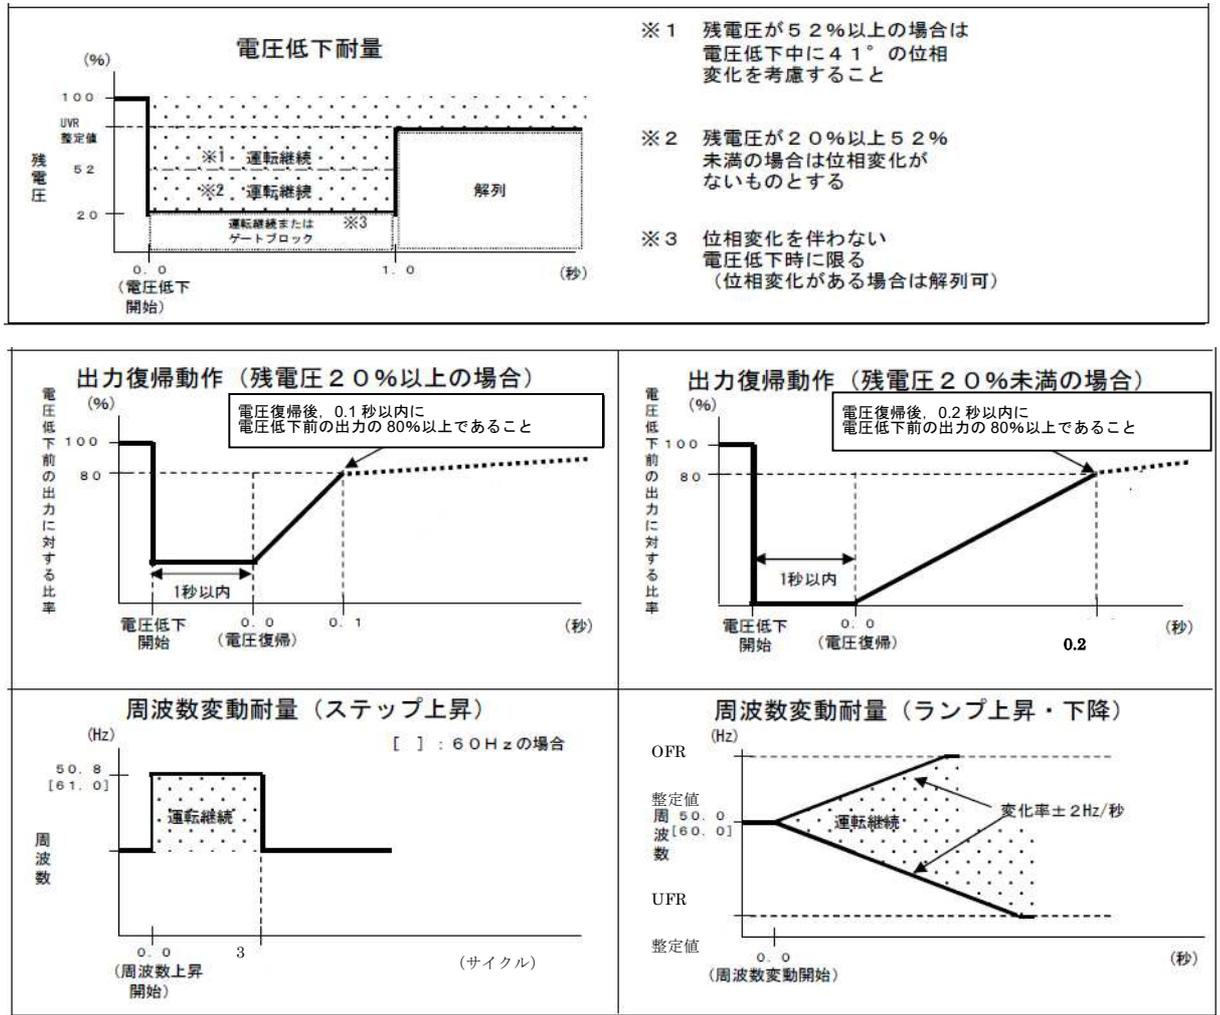 電圧低下耐量
(%)
100
UVR
整定値
残電圧
52
20
※1 運転継続
※2 運転継続
運転継続または
ゲートブロック
※3
解列
0.0
(電圧低下
開始)
1.0
(秒)
※1 残電圧が52%以上の場合は
電圧低下中に41°の位相
変化を考慮すること
※2 残電圧が20%以上52%
未満の場合は位相変化が
ないものとする
※3 位相変化を伴わない
電圧低下時に限る
(位相変化がある場合は解列可)
出力復帰動作(残電圧20%以上の場合)
電圧低下前の出力に対する比率
(%)
電圧復帰後,0.1秒以内に
電圧低下前の出力の80%以上であること
100
80
1秒以内
電圧低下
開始
0.0
(電圧復帰)
0.1
(秒)
出力復帰動作(残電圧20%未満の場合)
電圧低下前の出力に対する比率
(%)
電圧復帰後,0.2秒以内に
電圧低下前の出力の80%以上であること
100
80
1秒以内
電圧低下
開始
0.0
(電圧復帰)
0.2
(秒)
周波数変動耐量(ステップ上昇)
(Hz)
[ ]:60Hzの場合
50.8
[61.0]
運転継続
周波数
0.0
(周波数上昇
開始)
3
(サイクル)
周波数変動耐量(ランプ上昇・下降)
(Hz)
OFR
整定値
周波数
50.0
[60.0]
運転継続
変化率±2Hz/秒
UFR
整定値
0.0
(周波数変動開始)
(秒)